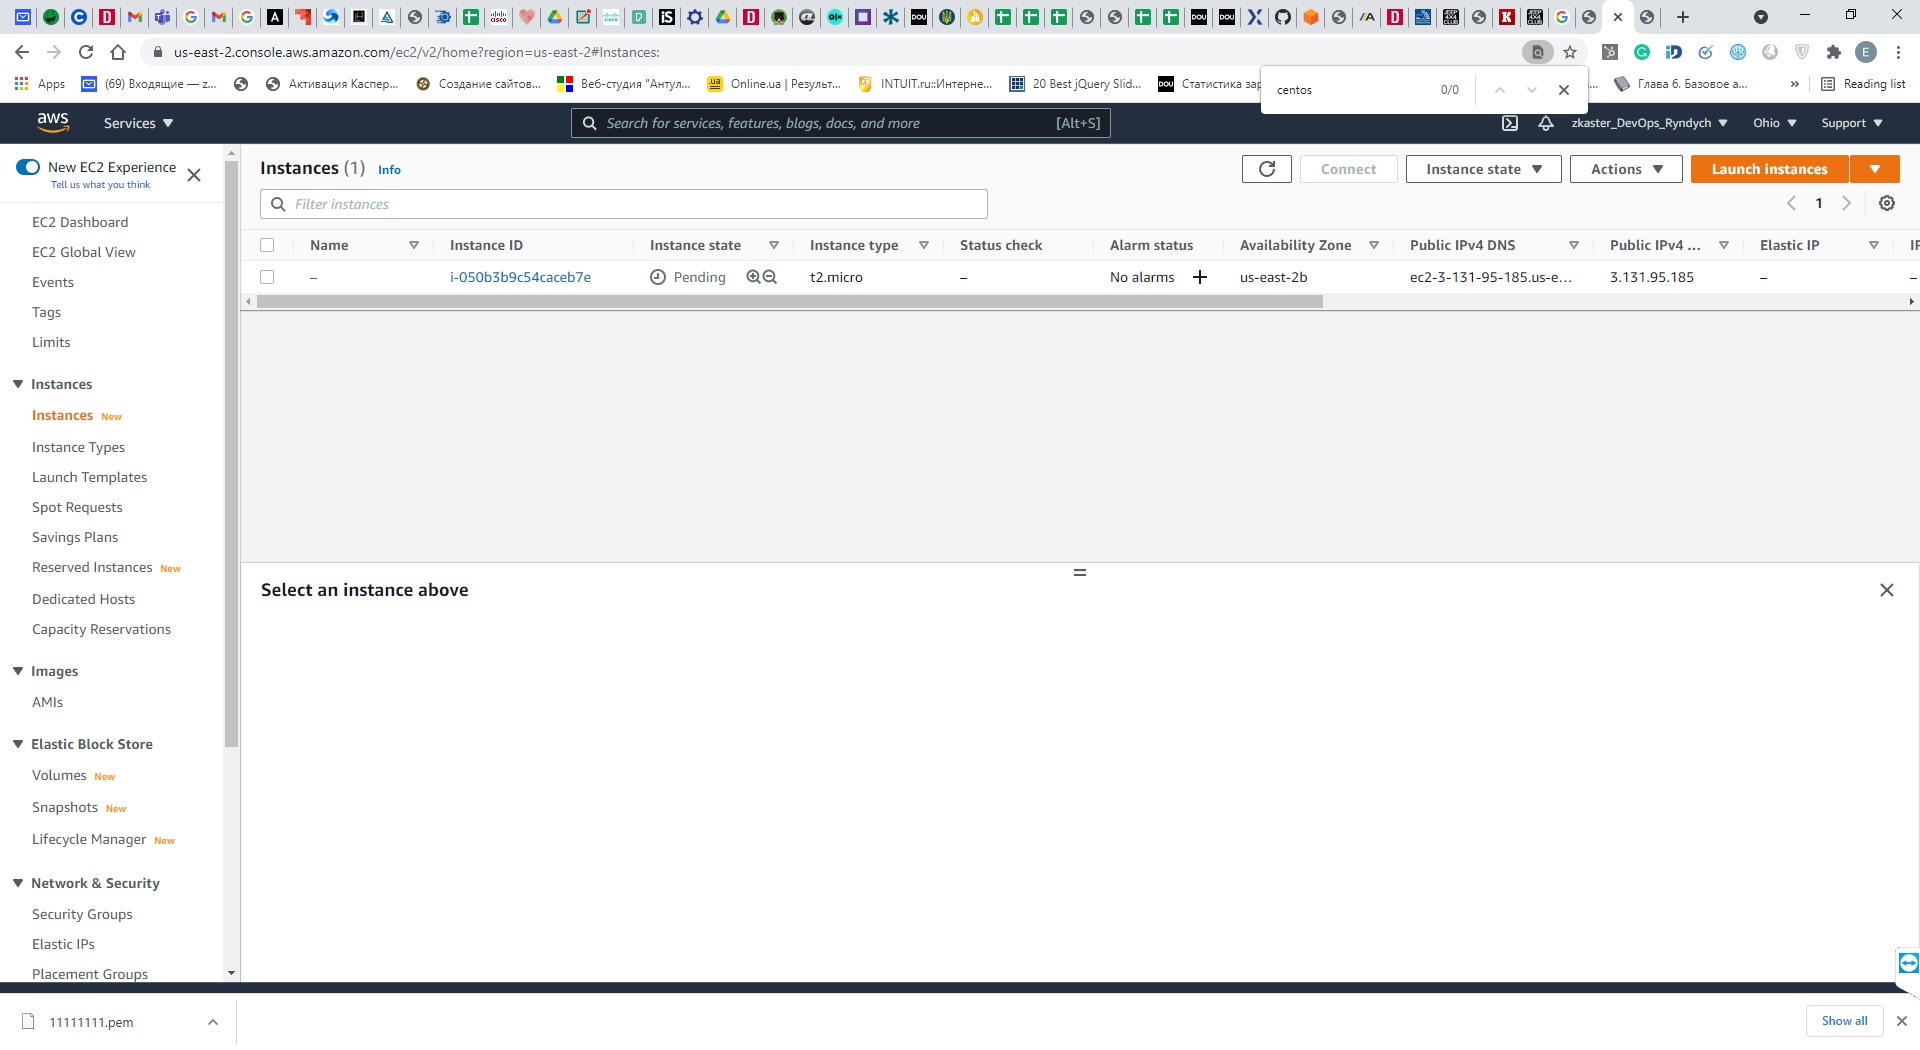 us-east-2.console.aws.amazon.com/ec2/v2/home?region=us-east-2#Instances:
Apps
(69) Входящие — z...
Активация Каспер...
Создание сайтов...
Веб-студия "Антул...
Online.ua | Результ...
INTUIT.ru::Интерне...
20 Best jQuery Slid...
Статистика зар
Глава 6. Базовое а...
»
Reading list
centos
0/0
aws
Services
Search for services, features, blogs, docs, and more
[Alt+S]
zkaster_DevOps_Ryndych
Ohio
Support
New EC2 Experience
Tell us what you think
EC2 Dashboard
EC2 Global View
Events
Tags
Limits
Instances
Instances New
Instance Types
Launch Templates
Spot Requests
Savings Plans
Reserved Instances New
Dedicated Hosts
Capacity Reservations
Images
AMIs
Elastic Block Store
Volumes New
Snapshots New
Lifecycle Manager New
Network & Security
Security Groups
Elastic IPs
Placement Groups
Instances (1) Info
Connect
Instance state
Actions
Launch instances
Filter instances
1
Name Instance ID Instance state Instance type Status check Alarm status Availability Zone Public IPv4 DNS Public IPv4 ... Elastic IP IP
– i-050b3b9c54caceb7e Pending t2.micro – No alarms + us-east-2b ec2-3-131-95-185.us-e... 3.131.95.185 – –
Select an instance above
11111111.pem
Show all